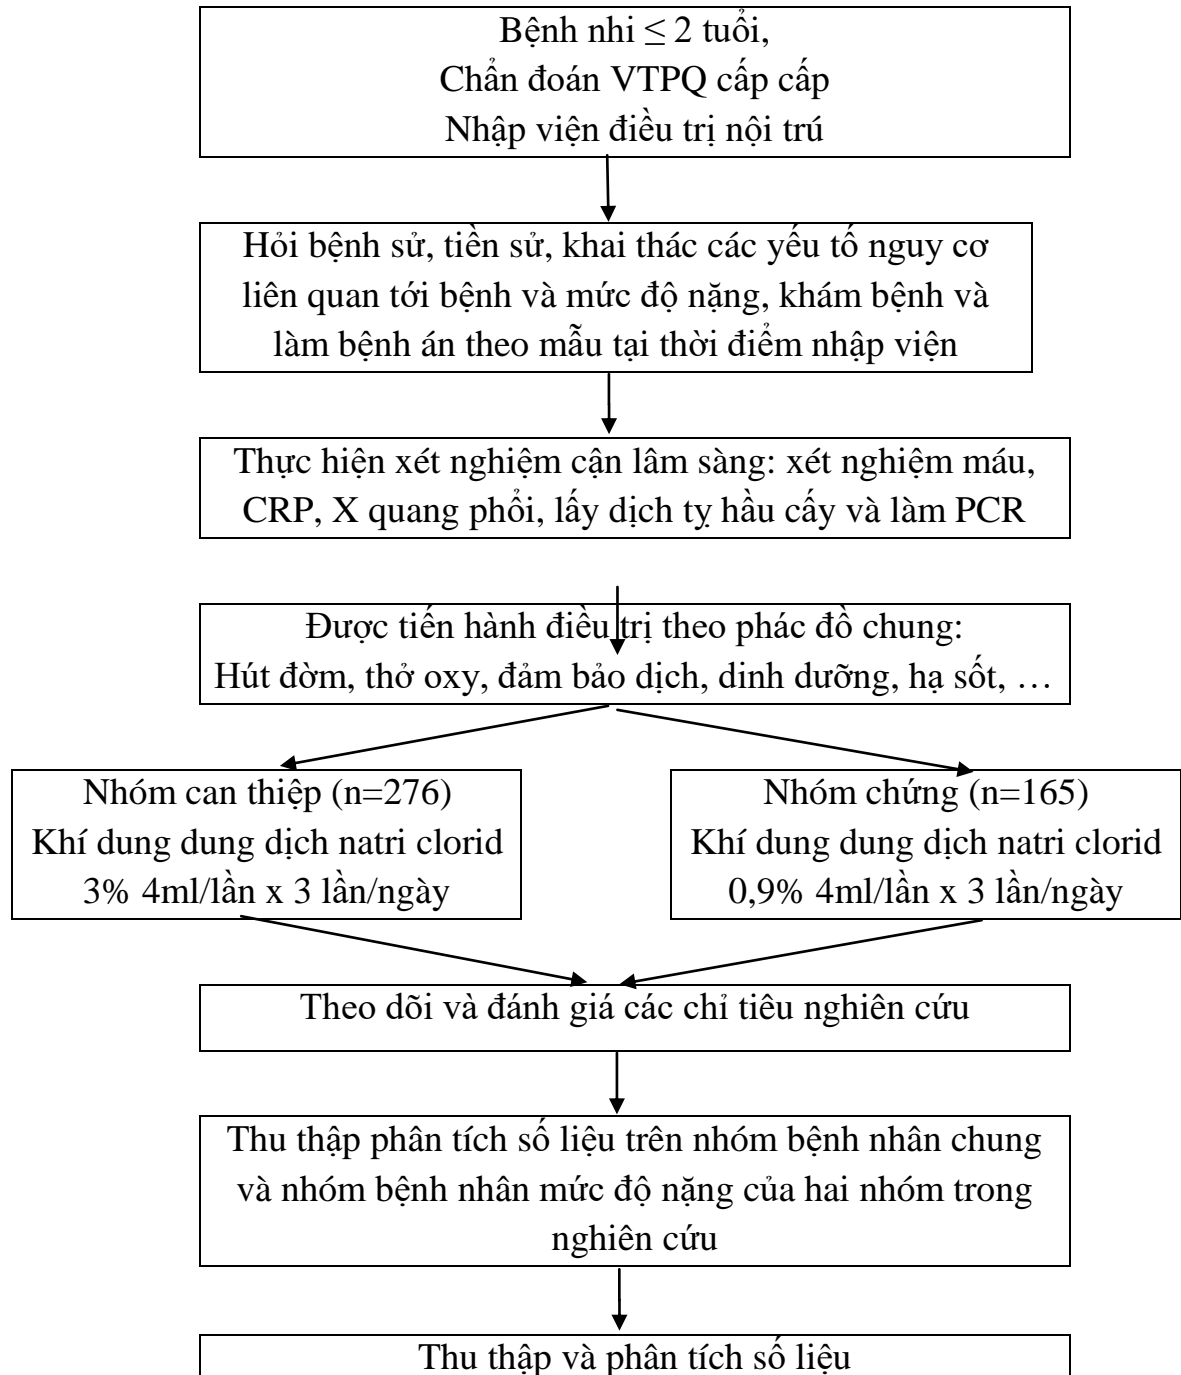 Bệnh nhi ≤ 2 tuổi,
Chẩn đoán VTPQ cấp cấp
Nhập viện điều trị nội trú
Hỏi bệnh sử, tiền sử, khai thác các yếu tố nguy cơ
liên quan tới bệnh và mức độ nặng, khám bệnh và
làm bệnh án theo mẫu tại thời điểm nhập viện
Thực hiện xét nghiệm cận lâm sàng: xét nghiệm máu,
CRP, X quang phổi, lấy dịch tỵ hầu cấy và làm PCR
Được tiến hành điều trị theo phác đồ chung:
Hút đờm, thở oxy, đảm bảo dịch, dinh dưỡng, hạ sốt, …
Nhóm can thiệp (n=276)
Khí dung dung dịch natri clorid
3% 4ml/lần x 3 lần/ngày
Nhóm chứng (n=165)
Khí dung dung dịch natri clorid
0,9% 4ml/lần x 3 lần/ngày
Theo dõi và đánh giá các chỉ tiêu nghiên cứu
Thu thập phân tích số liệu trên nhóm bệnh nhân chung
và nhóm bệnh nhân mức độ nặng của hai nhóm trong
nghiên cứu
Thu thập và phân tích số liệu